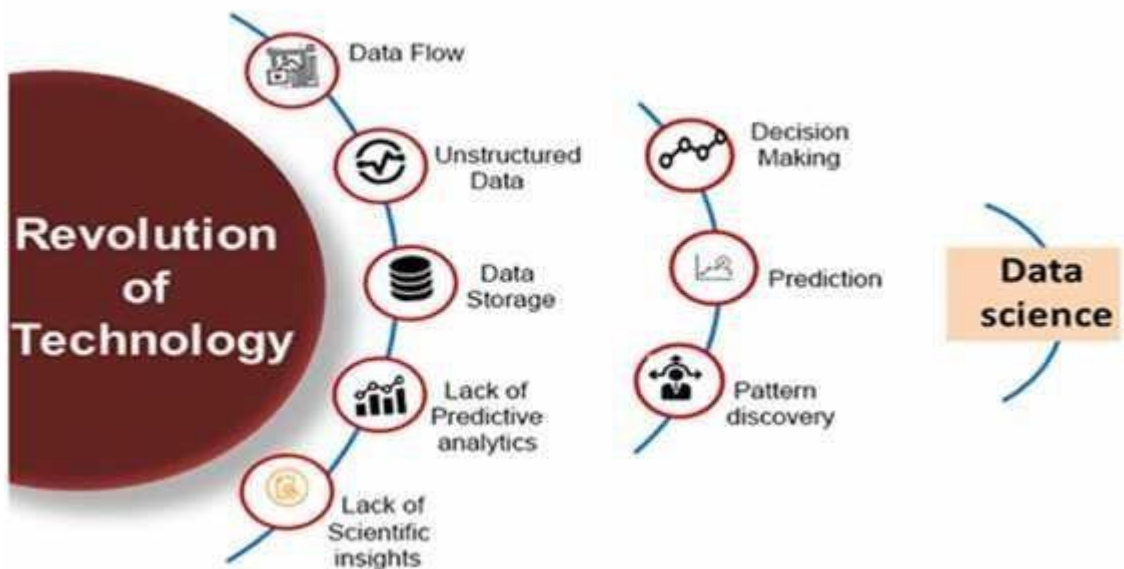 Revolution
of
Technology
Data Flow
Unstructured
Data
Data
Storage
Lack of
Predictive
analytics
Lack of
Scientific
insights
Decision
Making
Prediction
Pattern
discovery
Data
science